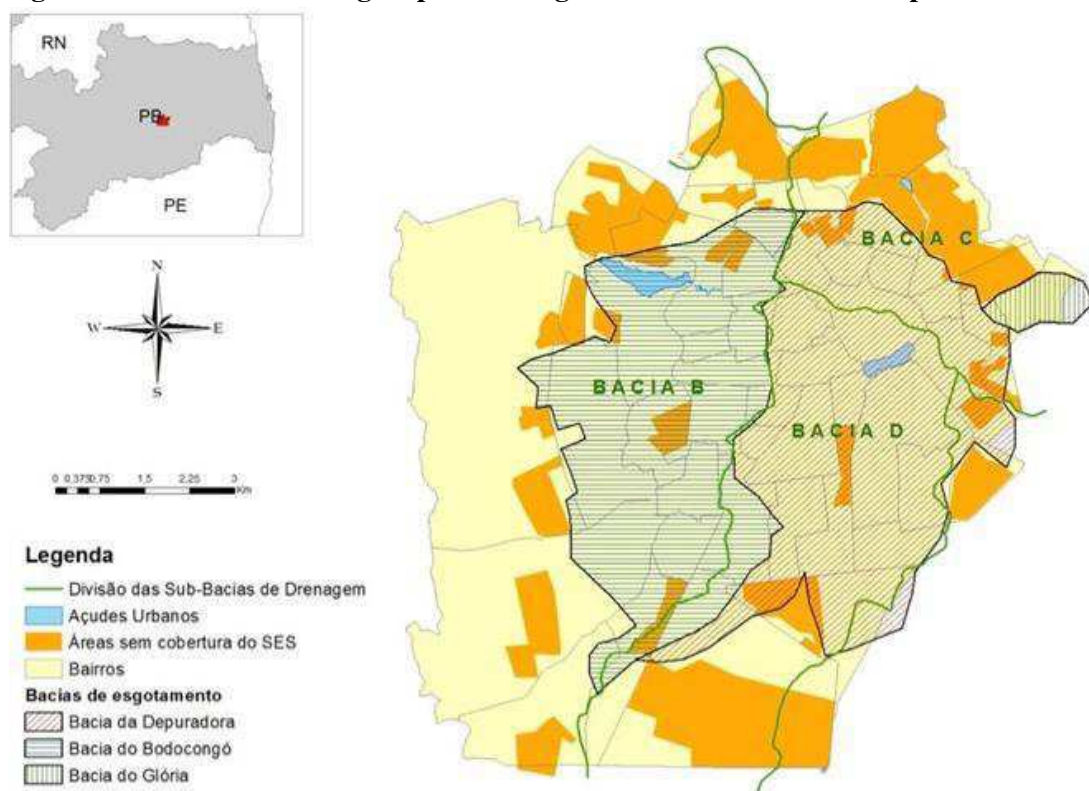 RN
PB
PE
N
W
E
S
0 0,375 0,75 1,5 2,25 3
Km
BACIA C
BACIA B
BACIA D
Legenda
Divisão das Sub-Bacias de Drenagem
Açudes Urbanos
Áreas sem cobertura do SES
Bairros
Bacias de esgotamento
Bacia da Depuradora
Bacia do Bodocongó
Bacia do Glória